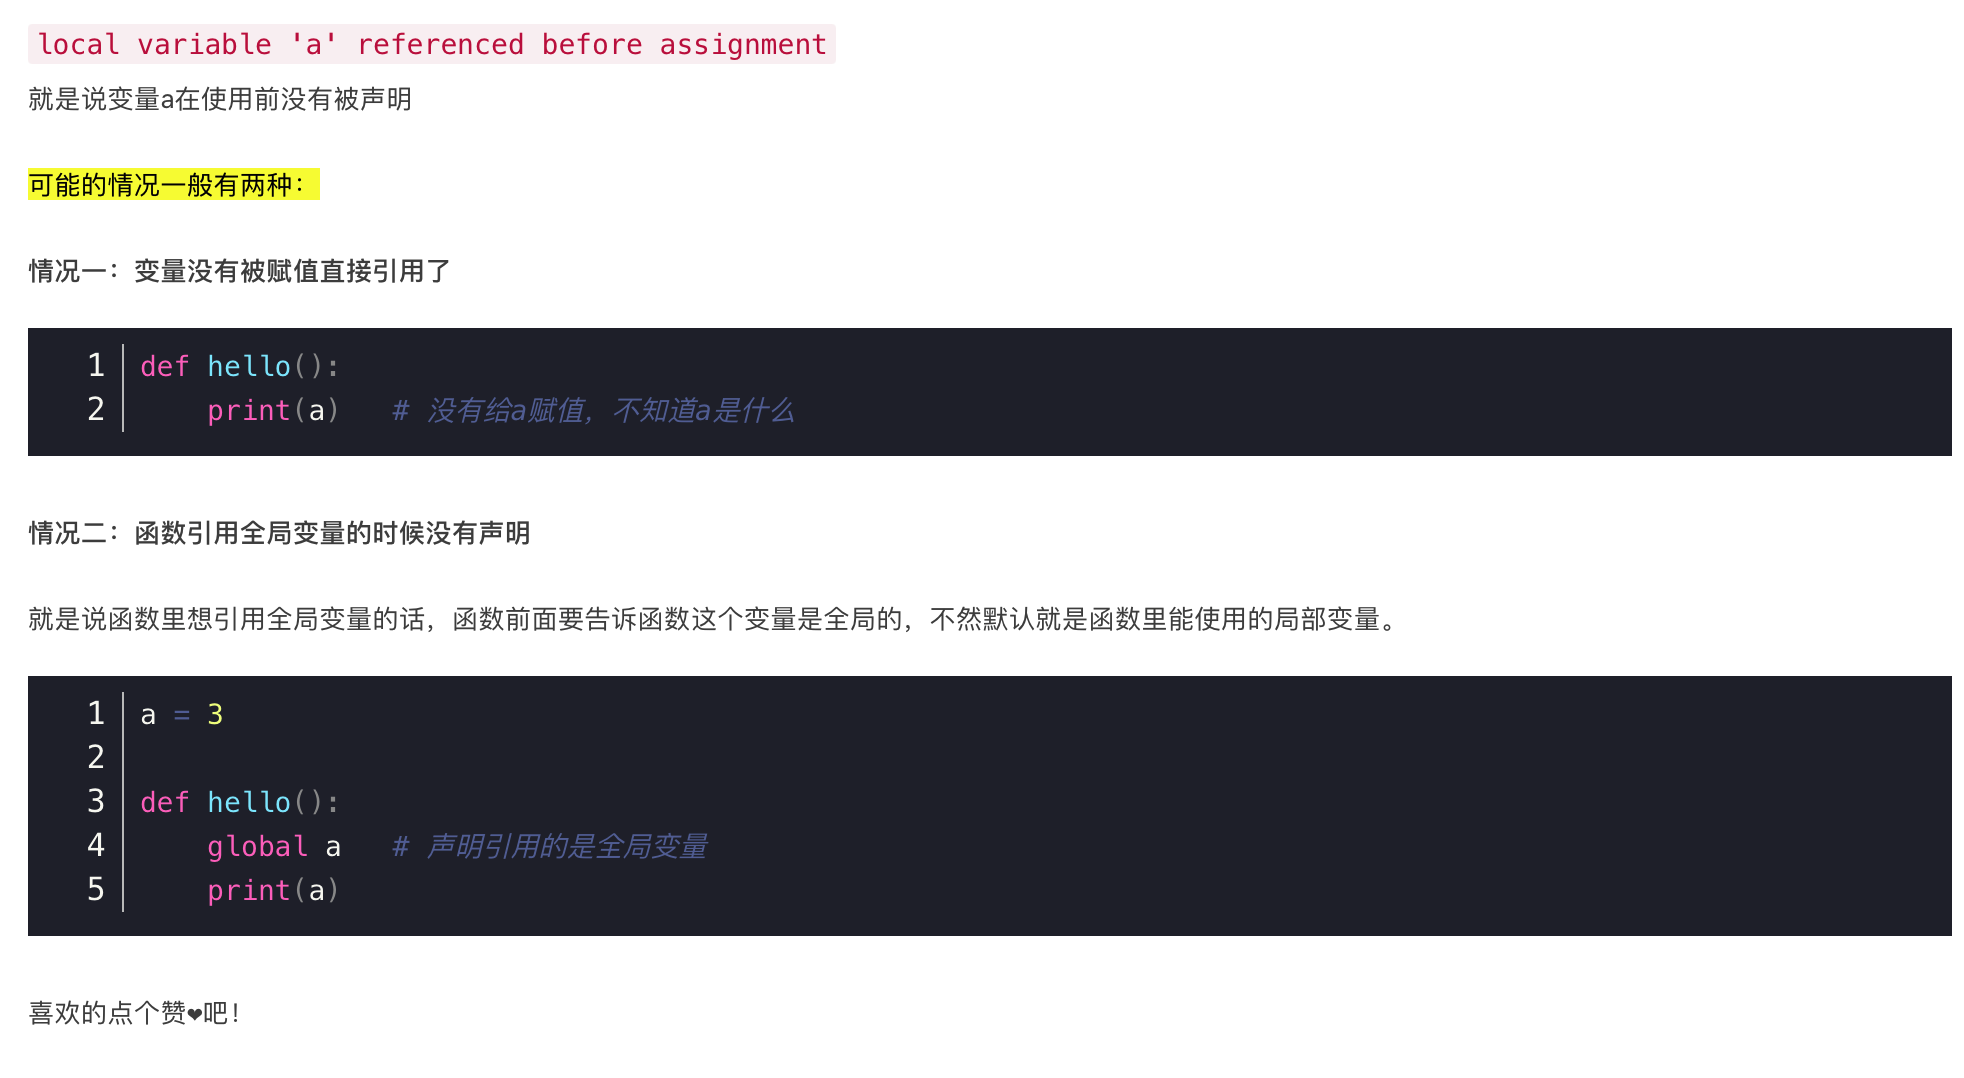 local variable 'a' referenced before assignment
就是说变量a在使用前没有被声明
可能的情况一般有两种：
情况一：变量没有被赋值直接引用了
1 def hello():
2     print(a)   # 没有给a赋值，不知道a是什么
情况二：函数引用全局变量的时候没有声明
就是说函数里想引用全局变量的话，函数前面要告诉函数这个变量是全局的，不然默认就是函数里能使用的局部变量。
1 a = 3
2
3 def hello():
4     global a   # 声明引用的是全局变量
5     print(a)
喜欢的点个赞❤吧！